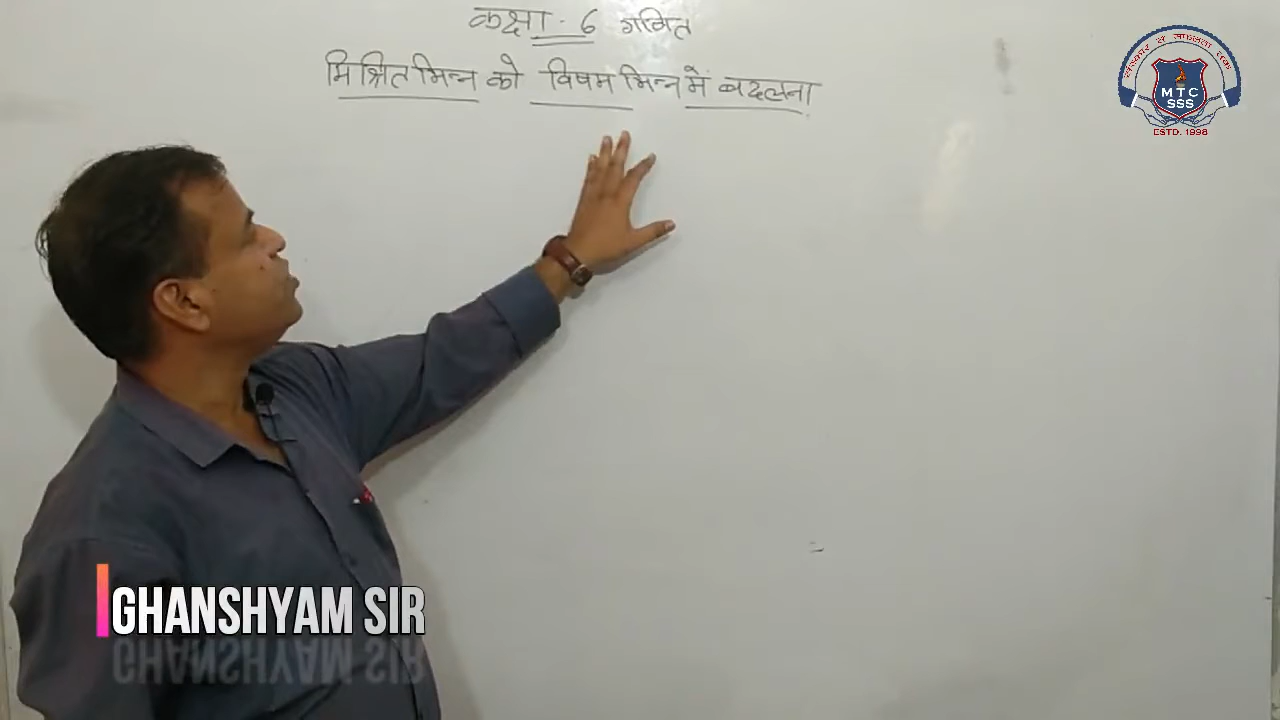 कक्षा - 6 गणित
मिश्रित भिन्न को विषम भिन्न में बदलना
MTC
SSS
ESTD. 1998
GHANSHYAM SIR